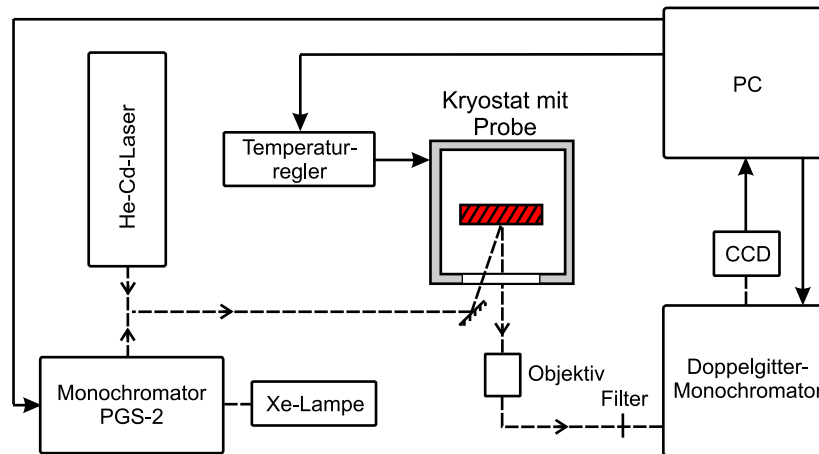 He-Cd-Laser
Temperatur-
regler
Kryostat mit
Probe
PC
CCD
Monochromator
PGS-2
Xe-Lampe
Objektiv
Filter
Doppelgitter-
Monochromator